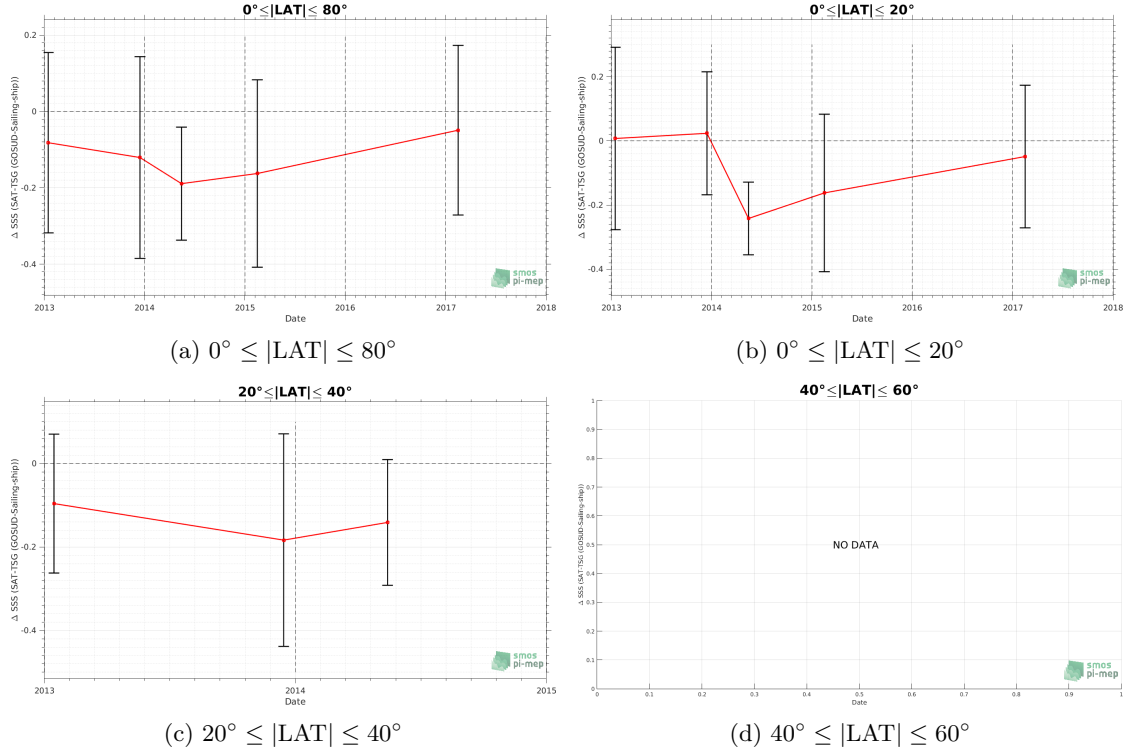 0°≤|LAT|≤ 80°
Δ SSS (SAT-TSG (GOSUD-Sailing-ship))
0.2
0
-0.2
-0.4
2013 2014 2015 2016 2017 2018
Date
smos
pi-mep
(a) 0° ≤ |LAT| ≤ 80°
0°≤|LAT|≤ 20°
Δ SSS (SAT-TSG (GOSUD-Sailing-ship))
0.2
0
-0.2
-0.4
2013 2014 2015 2016 2017 2018
Date
smos
pi-mep
(b) 0° ≤ |LAT| ≤ 20°
20°≤|LAT|≤ 40°
Δ SSS (SAT-TSG (GOSUD-Sailing-ship))
0
-0.2
-0.4
2013 2014 2015
Date
smos
pi-mep
(c) 20° ≤ |LAT| ≤ 40°
40°≤|LAT|≤ 60°
Δ SSS (SAT-TSG (GOSUD-Sailing-ship))
1
0.9
0.8
0.7
0.6
0.5
0.4
0.3
0.2
0.1
0
NO DATA
0 0.1 0.2 0.3 0.4 0.5 0.6 0.7 0.8 0.9 1
Date
smos
pi-mep
(d) 40° ≤ |LAT| ≤ 60°